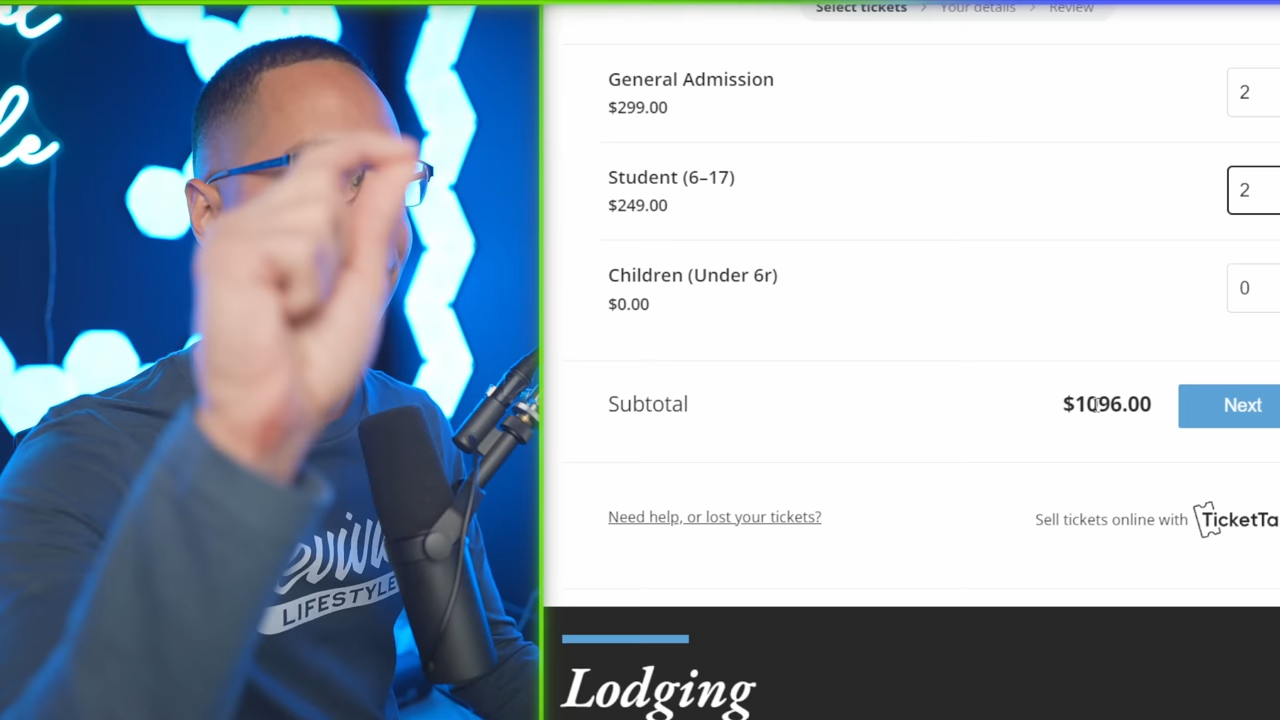 Select tickets > Your details > Review
General Admission
$299.00
2
Student (6–17)
$249.00
2
Children (Under 6r)
$0.00
0
Subtotal
$1096.00
Next
Need help, or lost your tickets?
Sell tickets online with TicketTa
Lodging
LIFESTYLE